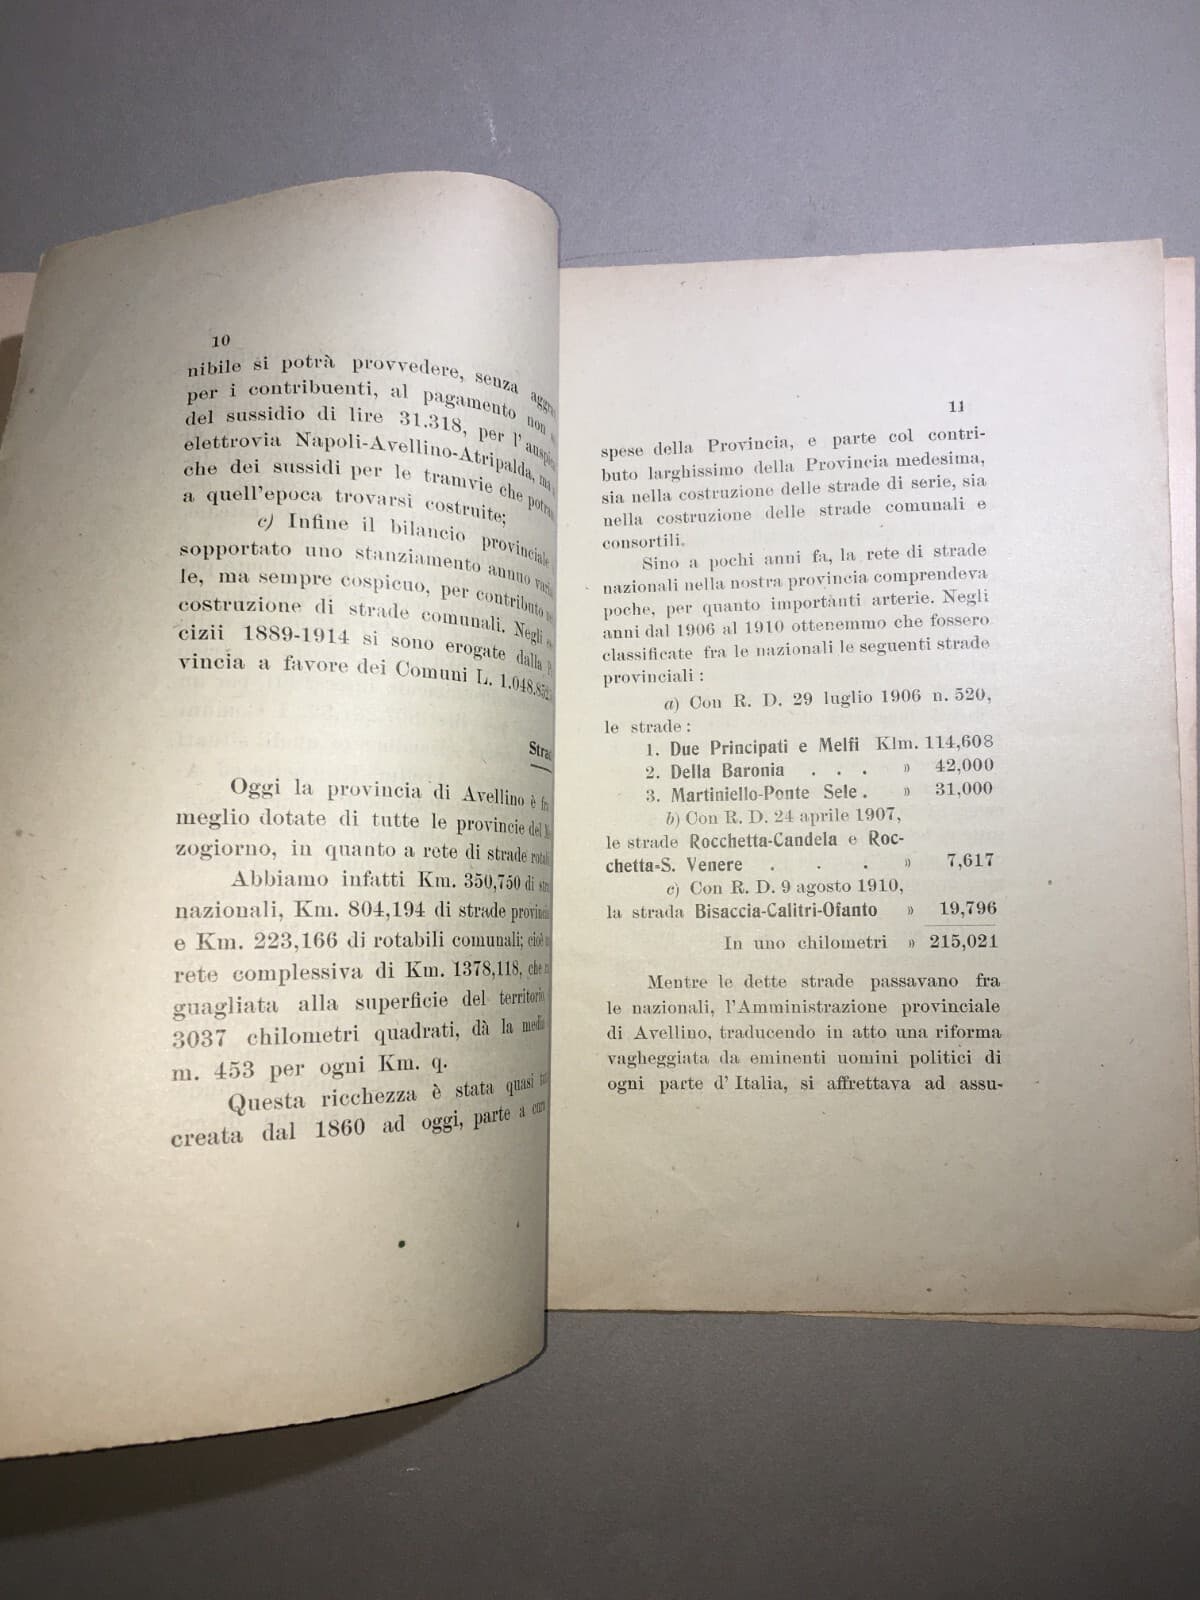 10
nibile si potrà provvedere, senza
per i contribuenti, al pagamento non
del sussidio di lire 31.318, per l'
elettrovia Napoli-Avellino-Atripalda,
che dei sussidi per le tramvie che
a quell'epoca trovarsi costruite;
c) Infine il bilancio provinciale
sopportato uno stanziamento annuo
le, ma sempre cospicuo, per contributo
costruzione di strade comunali. Negli
cizii 1889-1914 si sono erogate dalla
vincia a favore dei Comuni L. 1.048.852
Oggi la provincia di Avellino è
meglio dotate di tutte le provincie del
zogiorno, in quanto a rete di strade
Abbiamo infatti Km. 350,750 di
nazionali, Km. 804,194 di strade
e Km. 223,166 di rotabili comunali; cioè
rete complessiva di Km. 1378,118, che
guagliata alla superficie del territorio
3037 chilometri quadrati, dà la
m. 453 per ogni Km. q.
Questa ricchezza è stata quasi
creata dal 1860 ad oggi, parte a
11
spese della Provincia, e parte col contri-
buto larghissimo della Provincia medesima,
sia nella costruzione delle strade di serie, sia
nella costruzione delle strade comunali e
consortili.
Sino a pochi anni fa, la rete di strade
nazionali nella nostra provincia comprendeva
poche, per quanto importanti arterie. Negli
anni dal 1906 al 1910 ottenemmo che fossero
classificate fra le nazionali le seguenti strade
provinciali :
a) Con R. D. 29 luglio 1906 n. 520,
le strade :
1. Due Principati e Melfi Klm. 114,608
2. Della Baronia . . . » 42,000
3. Martiniello-Ponte Sele . » 31,000
b) Con R. D. 24 aprile 1907,
le strade Rocchetta-Candela e Roc-
chetta-S. Venere . . . » 7,617
c) Con R. D. 9 agosto 1910,
la strada Bisaccia-Calitri-Ofanto » 19,796
In uno chilometri » 215,021
Mentre le dette strade passavano fra
le nazionali, l'Amministrazione provinciale
di Avellino, traducendo in atto una riforma
vagheggiata da eminenti uomini politici di
ogni parte d' Italia, si affrettava ad assu-